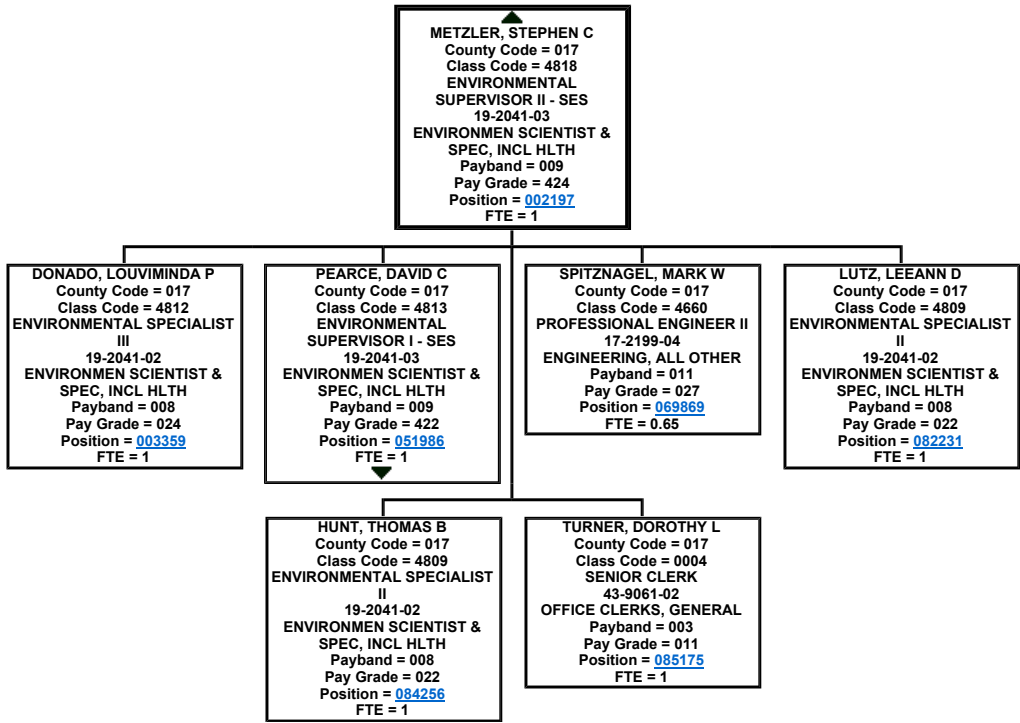 METZLER, STEPHEN C
County Code = 017
Class Code = 4818
ENVIRONMENTAL
SUPERVISOR II - SES
19-2041-03
ENVIRONMEN SCIENTIST &
SPEC, INCL HLTH
Payband = 009
Pay Grade = 424
Position = 002197
FTE = 1
DONADO, LOUVIMINDA P
County Code = 017
Class Code = 4812
ENVIRONMENTAL SPECIALIST
III
19-2041-02
ENVIRONMEN SCIENTIST &
SPEC, INCL HLTH
Payband = 008
Pay Grade = 024
Position = 003359
FTE = 1
PEARCE, DAVID C
County Code = 017
Class Code = 4813
ENVIRONMENTAL
SUPERVISOR I - SES
19-2041-03
ENVIRONMEN SCIENTIST &
SPEC, INCL HLTH
Payband = 009
Pay Grade = 422
Position = 051986
FTE = 1
SPITZNAGEL, MARK W
County Code = 017
Class Code = 4660
PROFESSIONAL ENGINEER II
17-2199-04
ENGINEERING, ALL OTHER
Payband = 011
Pay Grade = 027
Position = 069869
FTE = 0.65
LUTZ, LEEANN D
County Code = 017
Class Code = 4809
ENVIRONMENTAL SPECIALIST
II
19-2041-02
ENVIRONMEN SCIENTIST &
SPEC, INCL HLTH
Payband = 008
Pay Grade = 022
Position = 082231
FTE = 1
HUNT, THOMAS B
County Code = 017
Class Code = 4809
ENVIRONMENTAL SPECIALIST
II
19-2041-02
ENVIRONMEN SCIENTIST &
SPEC, INCL HLTH
Payband = 008
Pay Grade = 022
Position = 084256
FTE = 1
TURNER, DOROTHY L
County Code = 017
Class Code = 0004
SENIOR CLERK
43-9061-02
OFFICE CLERKS, GENERAL
Payband = 003
Pay Grade = 011
Position = 085175
FTE = 1